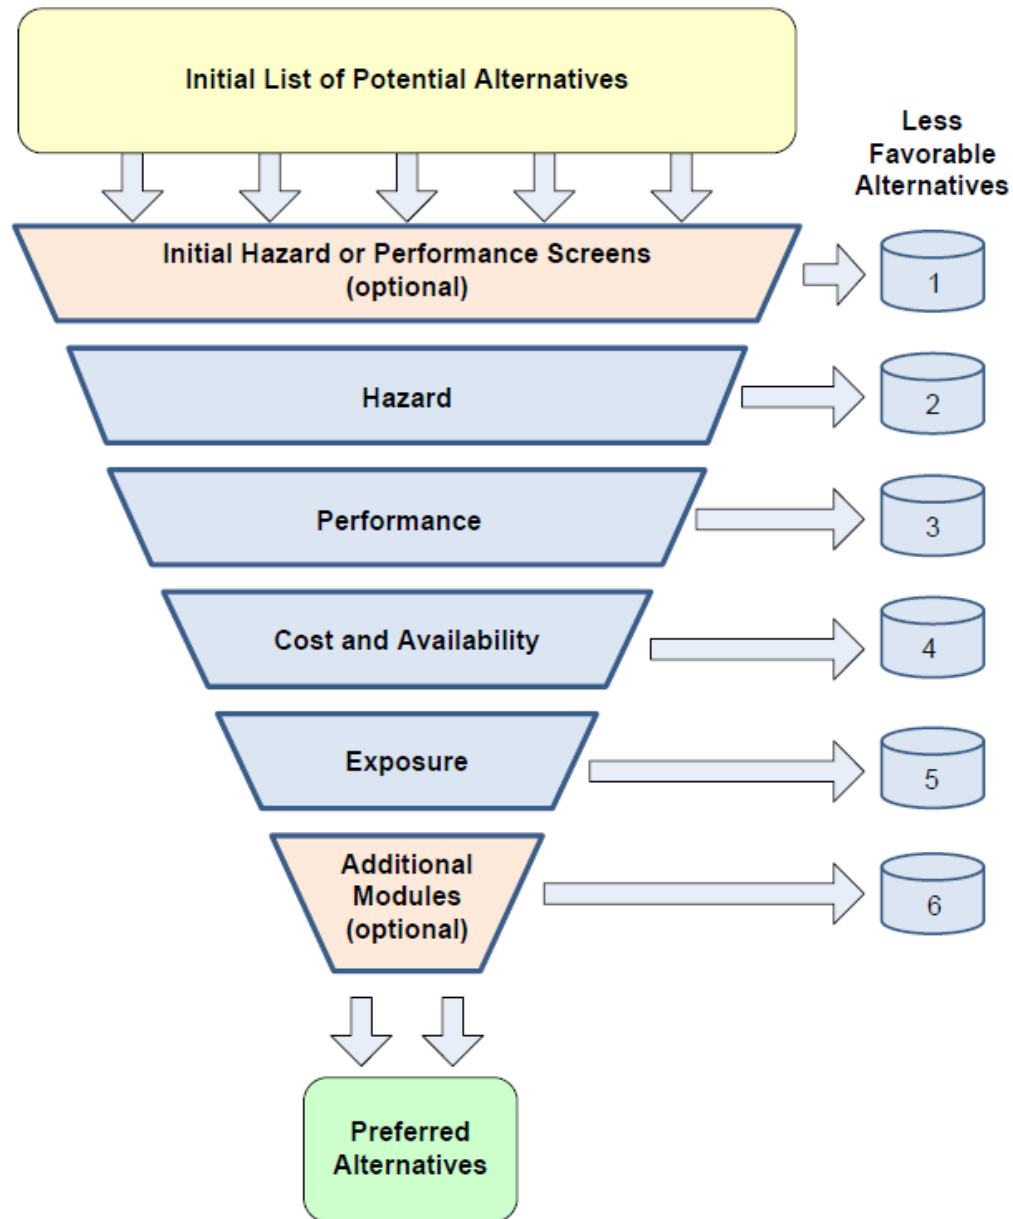 Initial List of Potential Alternatives
Less
Favorable
Alternatives
Initial Hazard or Performance Screens
(optional)
1
Hazard
2
Performance
3
Cost and Availability
4
Exposure
5
Additional
Modules
(optional)
6
Preferred
Alternatives